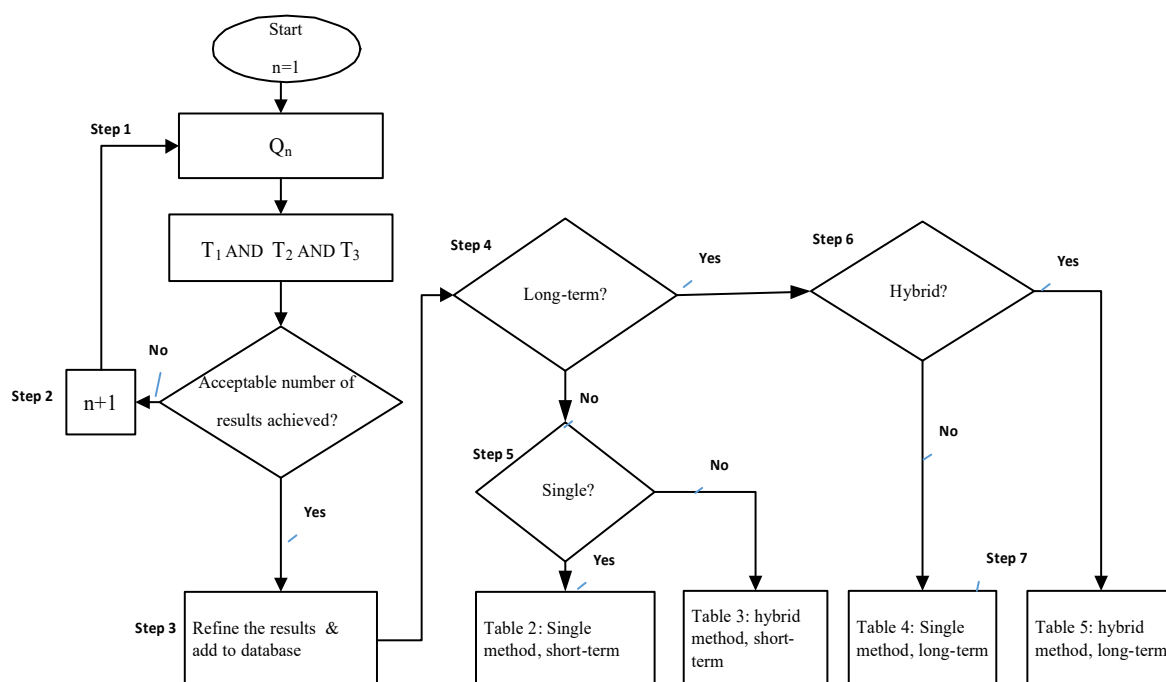 Start
n=1
Step 1
Qn
T1 AND T2 AND T3
Acceptable number of
results achieved?
No
Step 2
n+1
Yes
Step 3
Refine the results &
add to database
Step 4
Long-term?
Yes
No
Step 5
Single?
No
Yes
Table 2: Single
method, short-term
Table 3: hybrid
method, short-
term
Step 6
Hybrid?
Yes
No
Step 7
Table 4: Single
method, long-term
Table 5: hybrid
method, long-term